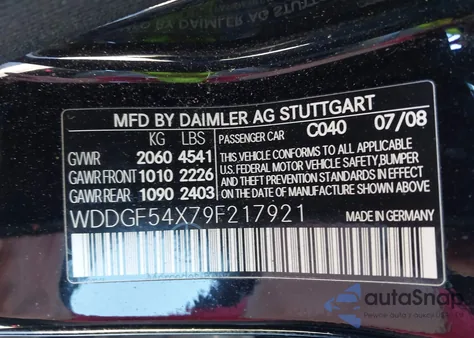 MFD BY DAIMLER AG STUTTGART
KG LBS PASSENGER CAR C040 07/08
GVWR 2060 4541 THIS VEHICLE CONFORMS TO ALL APPLICABLE
GAWR FRONT 1010 2226 U.S. FEDERAL MOTOR VEHICLE SAFETY,BUMPER
GAWR REAR 1090 2403 AND THEFT PREVENTION STANDARDS IN EFFECT
ON THE DATE OF MANUFACTURE SHOWN ABOVE.
WDDGF54X79F217921
MADE IN GERMANY
autoSnap